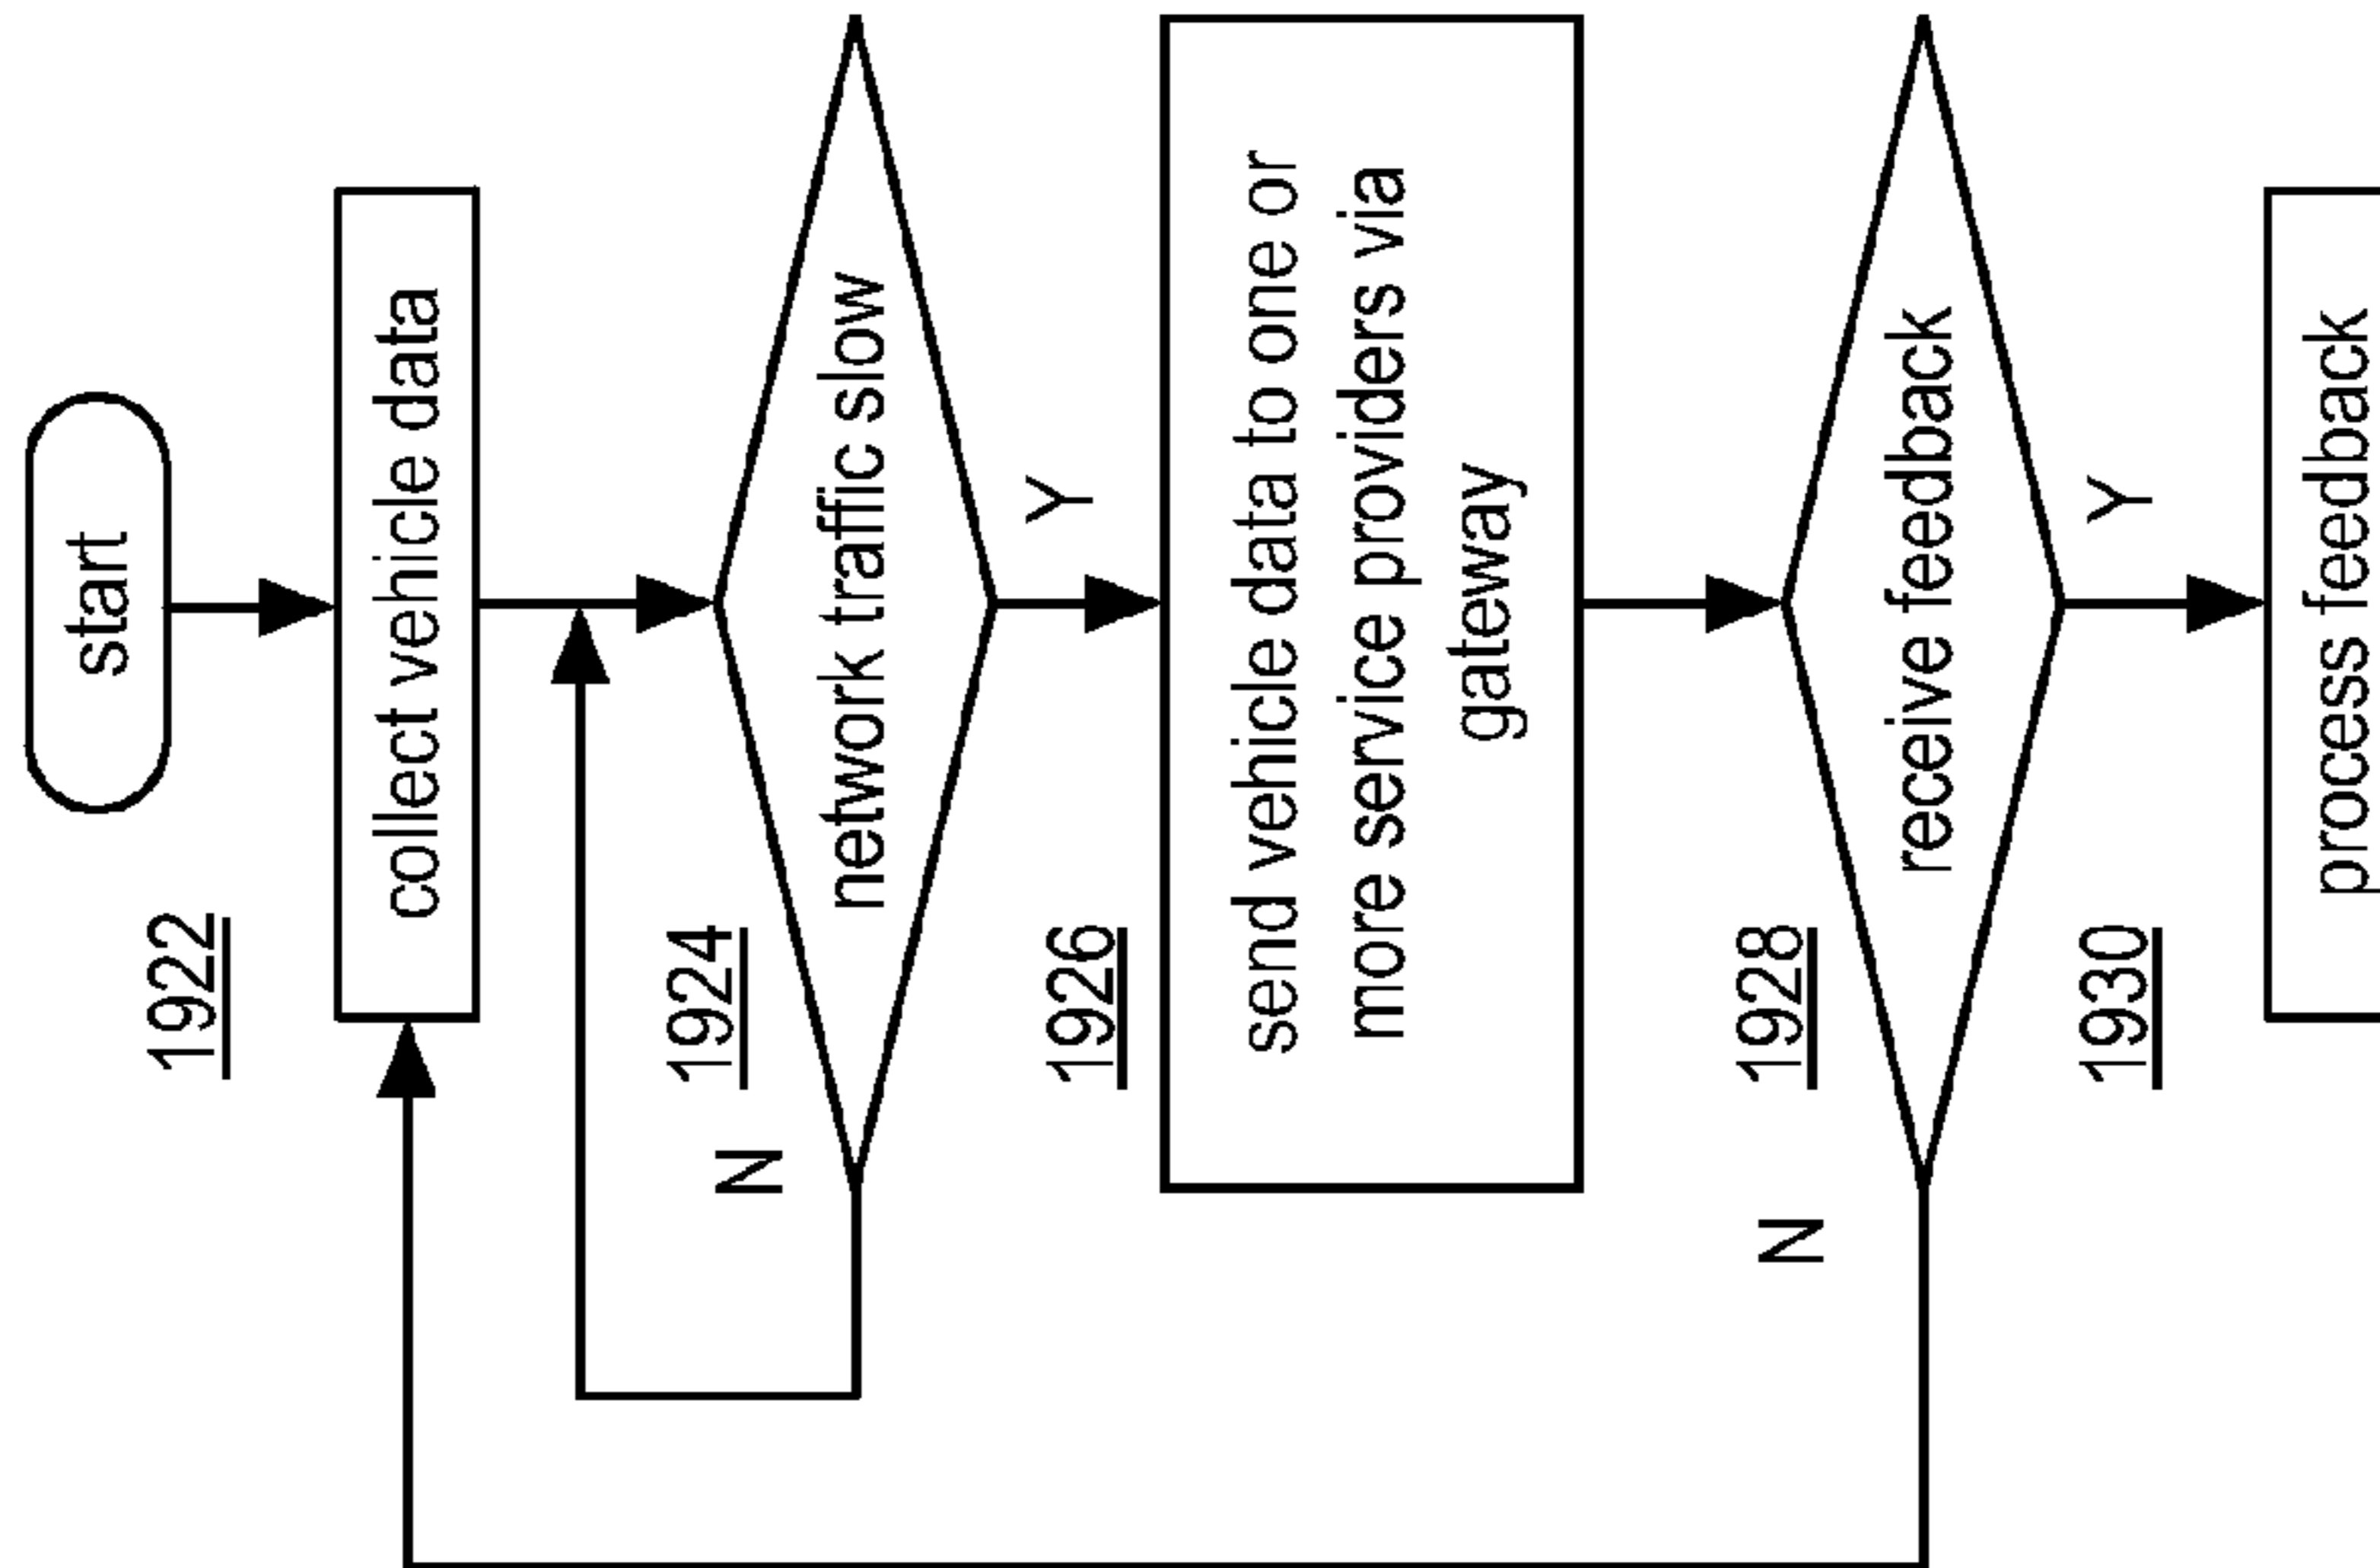 start
1922
collect vehicle data
1924
network traffic slow
N
Y
1926
send vehicle data to one or
more service providers via
gateway
1928
receive feedback
N
Y
1930
process feedback